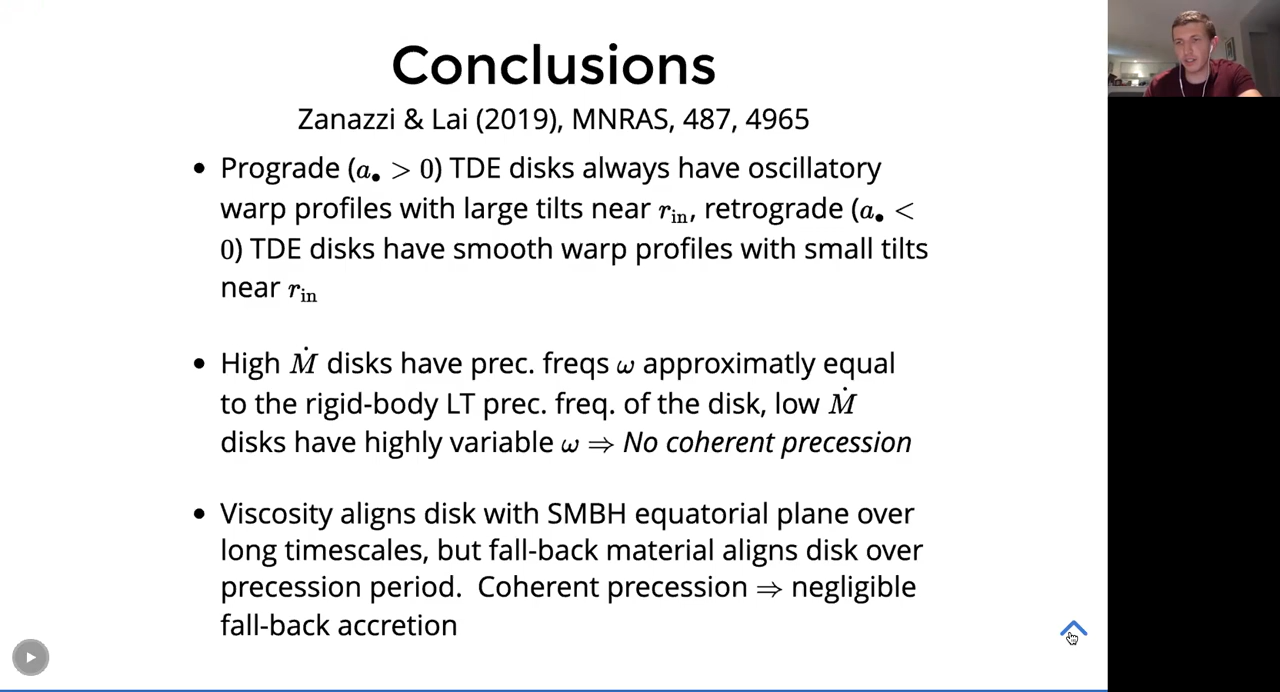 Conclusions
Zanazzi & Lai (2019), MNRAS, 487, 4965
• Prograde (a• > 0) TDE disks always have oscillatory
warp profiles with large tilts near r_in, retrograde (a• <
0) TDE disks have smooth warp profiles with small tilts
near r_in
• High Ṁ disks have prec. freqs ω approximatly equal
to the rigid-body LT prec. freq. of the disk, low Ṁ
disks have highly variable ω ⇒ No coherent precession
• Viscosity aligns disk with SMBH equatorial plane over
long timescales, but fall-back material aligns disk over
precession period. Coherent precession ⇒ negligible
fall-back accretion